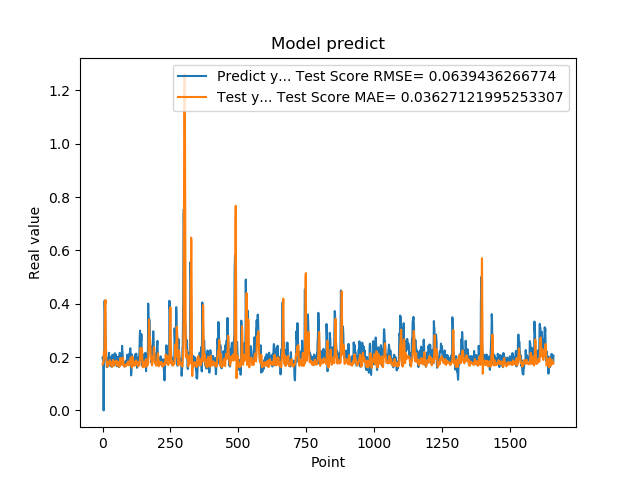 Model predict
Predict y... Test Score RMSE= 0.0639436266774
Test y... Test Score MAE= 0.03627121995253307
Real value
1.2
1.0
0.8
0.6
0.4
0.2
0.0
0 250 500 750 1000 1250 1500
Point